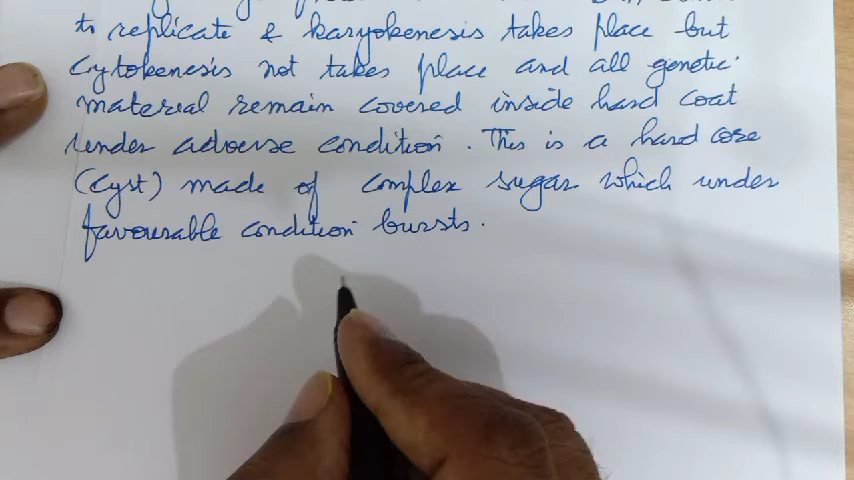 to replicate & karyokenesis takes place but
Cytokenesis not takes place and all genetic
material remain covered inside hard coat
under adverse condition. This is a hard core
(Cyst) made of complex sugar which under
favourable condition bursts.